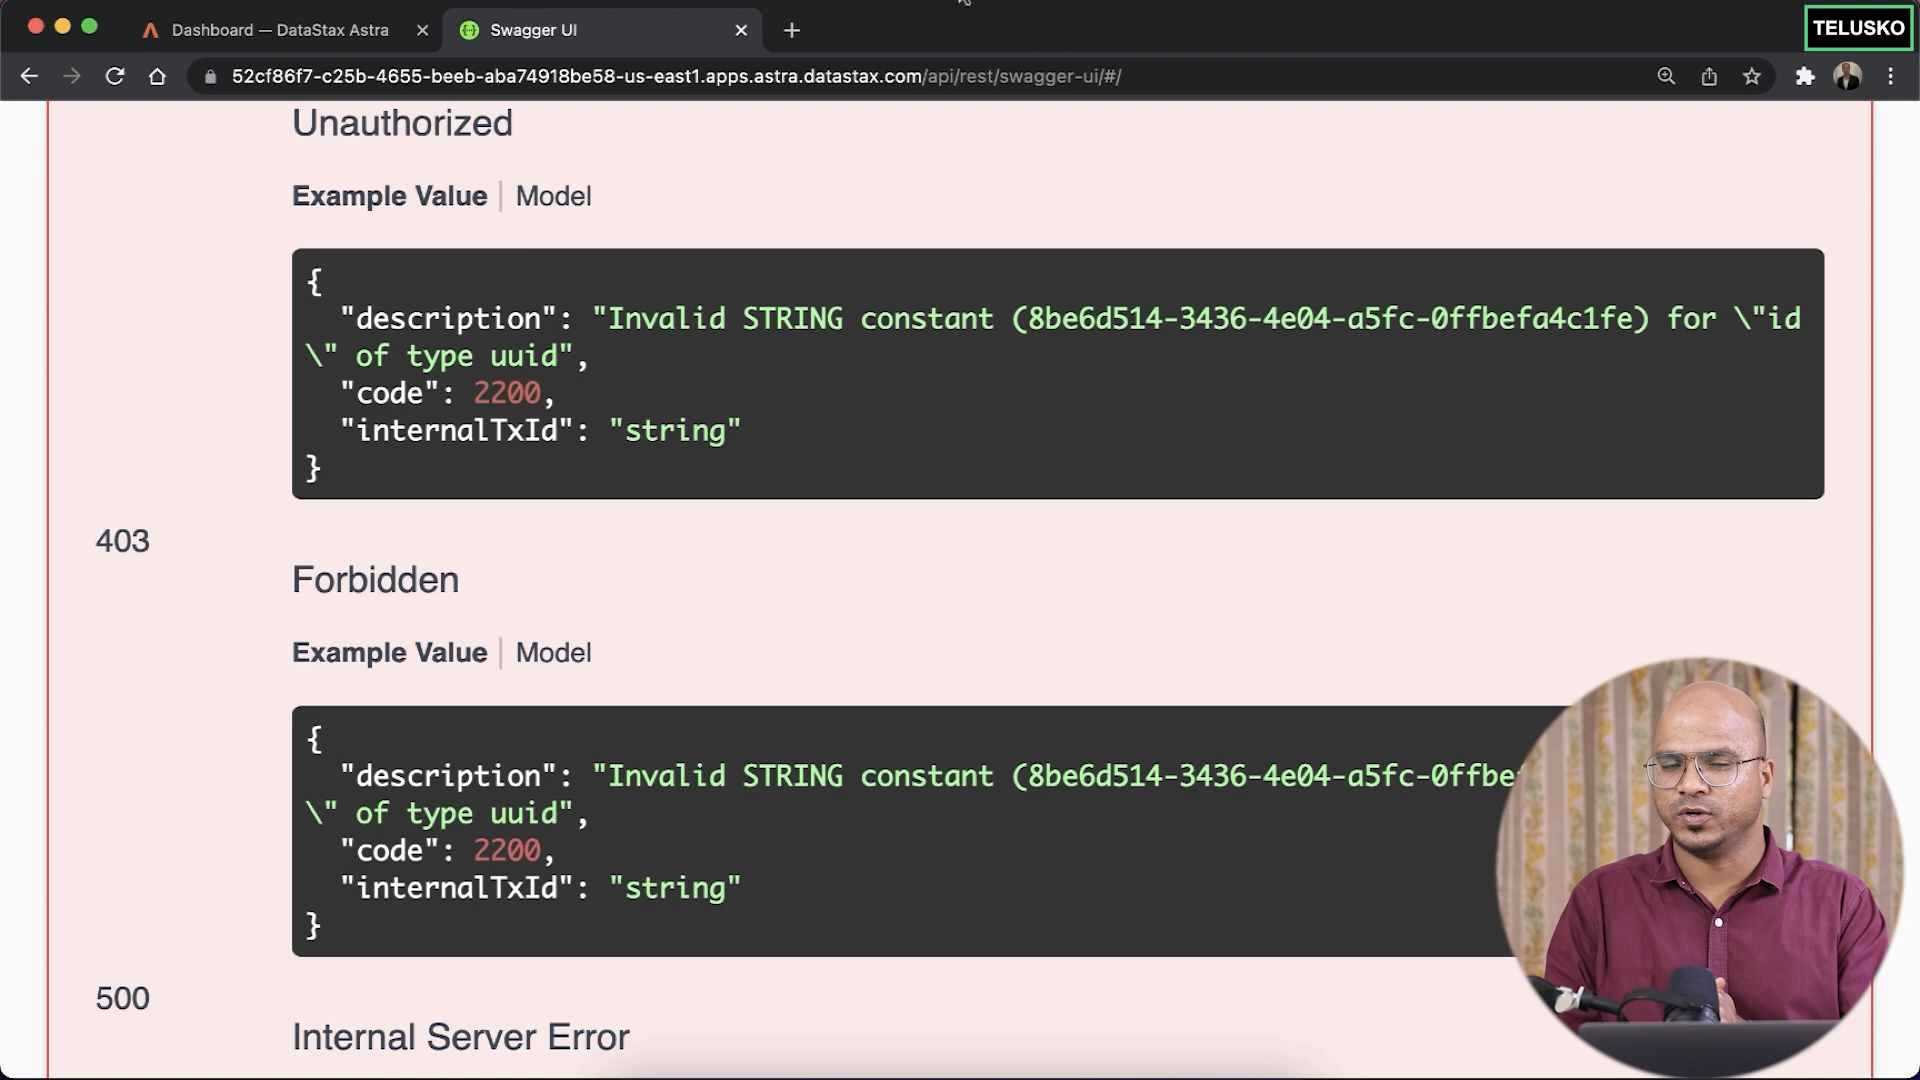 Dashboard — DataStax Astra
Swagger UI
TELUSKO
52cf86f7-c25b-4655-beeb-aba74918be58-us-east1.apps.astra.datastax.com/api/rest/swagger-ui/#/
Unauthorized
Example Value | Model
{
"description": "Invalid STRING constant (8be6d514-3436-4e04-a5fc-0ffbefa4c1fe) for \"id
\" of type uuid",
"code": 2200,
"internalTxId": "string"
}
403
Forbidden
Example Value | Model
{
"description": "Invalid STRING constant (8be6d514-3436-4e04-a5fc-0ffbef
\" of type uuid",
"code": 2200,
"internalTxId": "string"
}
500
Internal Server Error